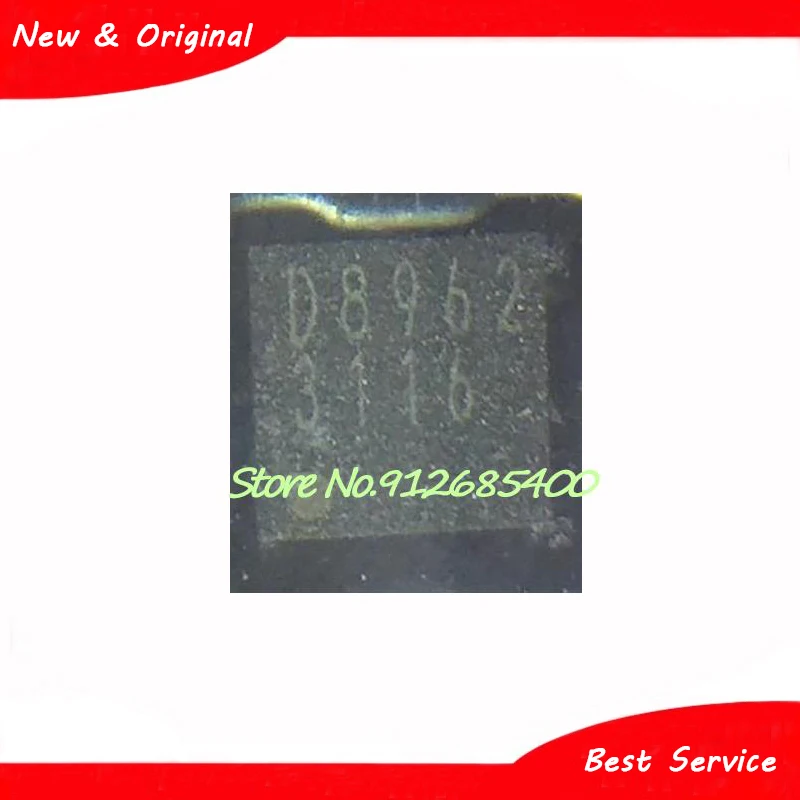 New & Original
D8962
3116
Store No.912685400
Best Service